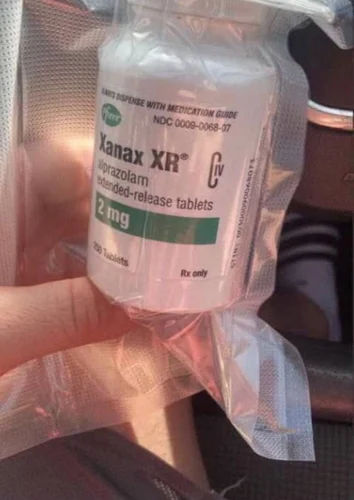 DISPENSE WITH MEDICATION GUIDE
NDC 0009-0068-07
Pfizer
Xanax XR®
CIV
alprazolam
extended-release tablets
2 mg
Tablets
Rx only